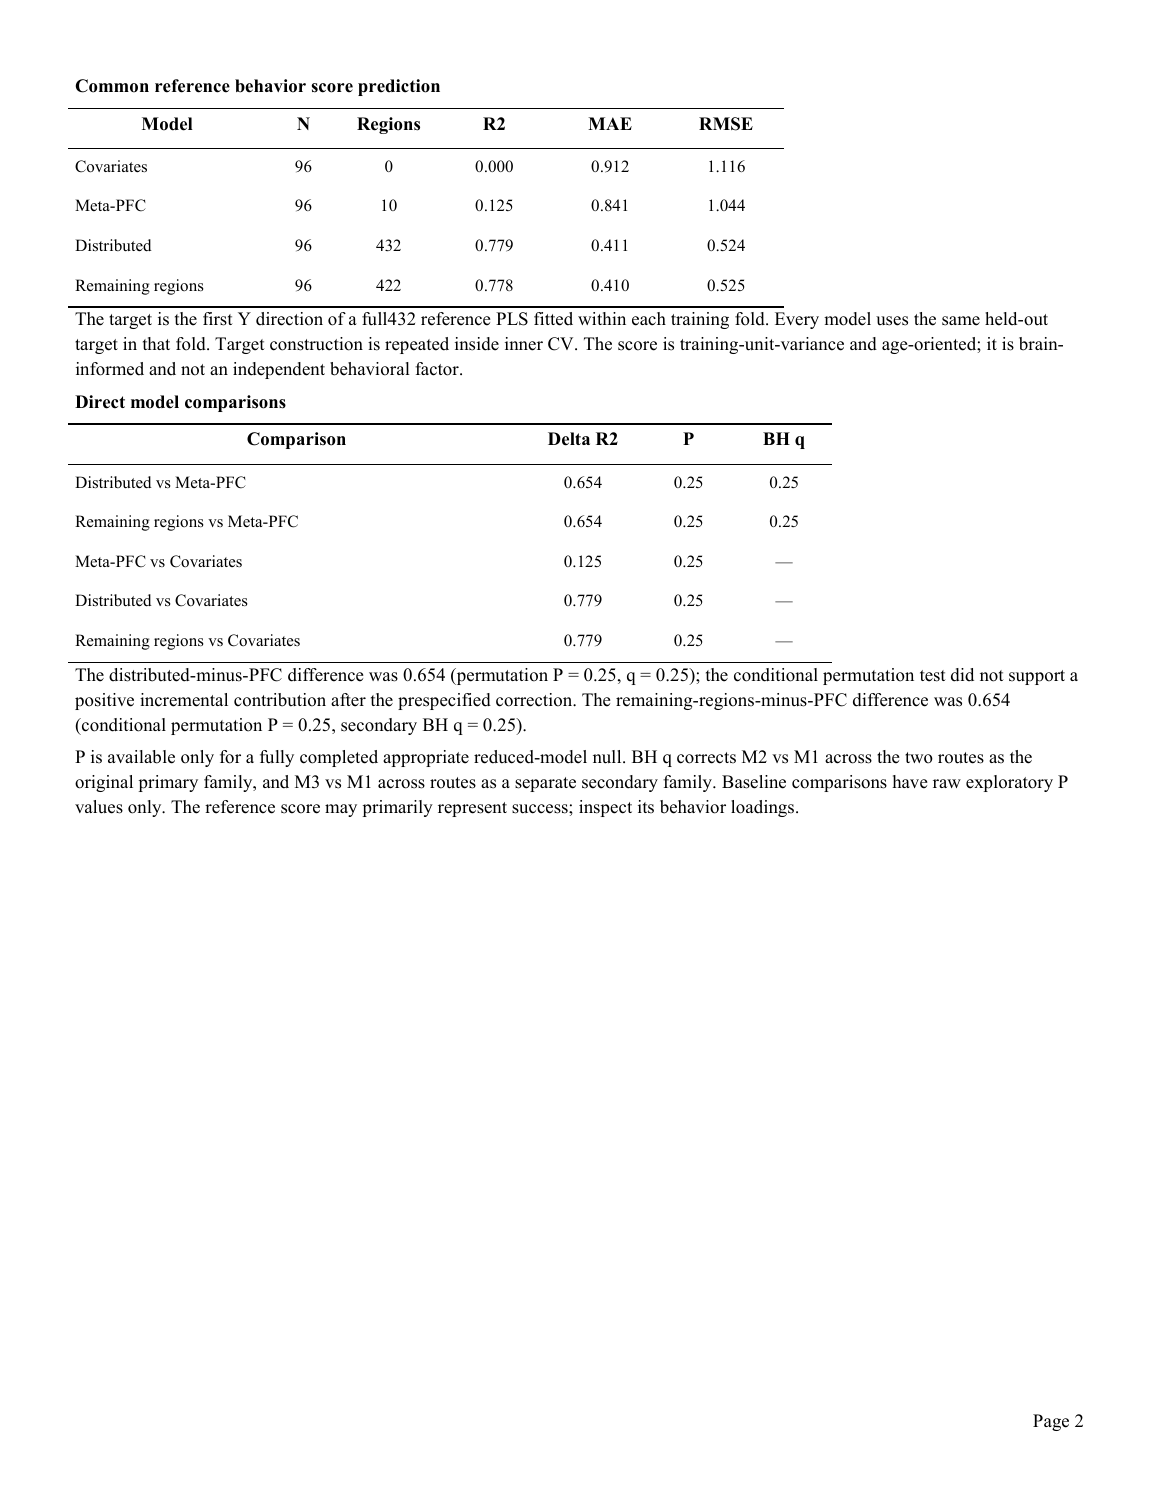 Common reference behavior score prediction
Model N Regions R2 MAE RMSE
Covariates 96 0 0.000 0.912 1.116
Meta-PFC 96 10 0.125 0.841 1.044
Distributed 96 432 0.779 0.411 0.524
Remaining regions 96 422 0.778 0.410 0.525
The target is the first Y direction of a full432 reference PLS fitted within each training fold. Every model uses the same held-out
target in that fold. Target construction is repeated inside inner CV. The score is training-unit-variance and age-oriented; it is brain-
informed and not an independent behavioral factor.
Direct model comparisons
Comparison Delta R2 P BH q
Distributed vs Meta-PFC 0.654 0.25 0.25
Remaining regions vs Meta-PFC 0.654 0.25 0.25
Meta-PFC vs Covariates 0.125 0.25 —
Distributed vs Covariates 0.779 0.25 —
Remaining regions vs Covariates 0.779 0.25 —
The distributed-minus-PFC difference was 0.654 (permutation P = 0.25, q = 0.25); the conditional permutation test did not support a
positive incremental contribution after the prespecified correction. The remaining-regions-minus-PFC difference was 0.654
(conditional permutation P = 0.25, secondary BH q = 0.25).
P is available only for a fully completed appropriate reduced-model null. BH q corrects M2 vs M1 across the two routes as the
original primary family, and M3 vs M1 across routes as a separate secondary family. Baseline comparisons have raw exploratory P
values only. The reference score may primarily represent success; inspect its behavior loadings.
Page 2